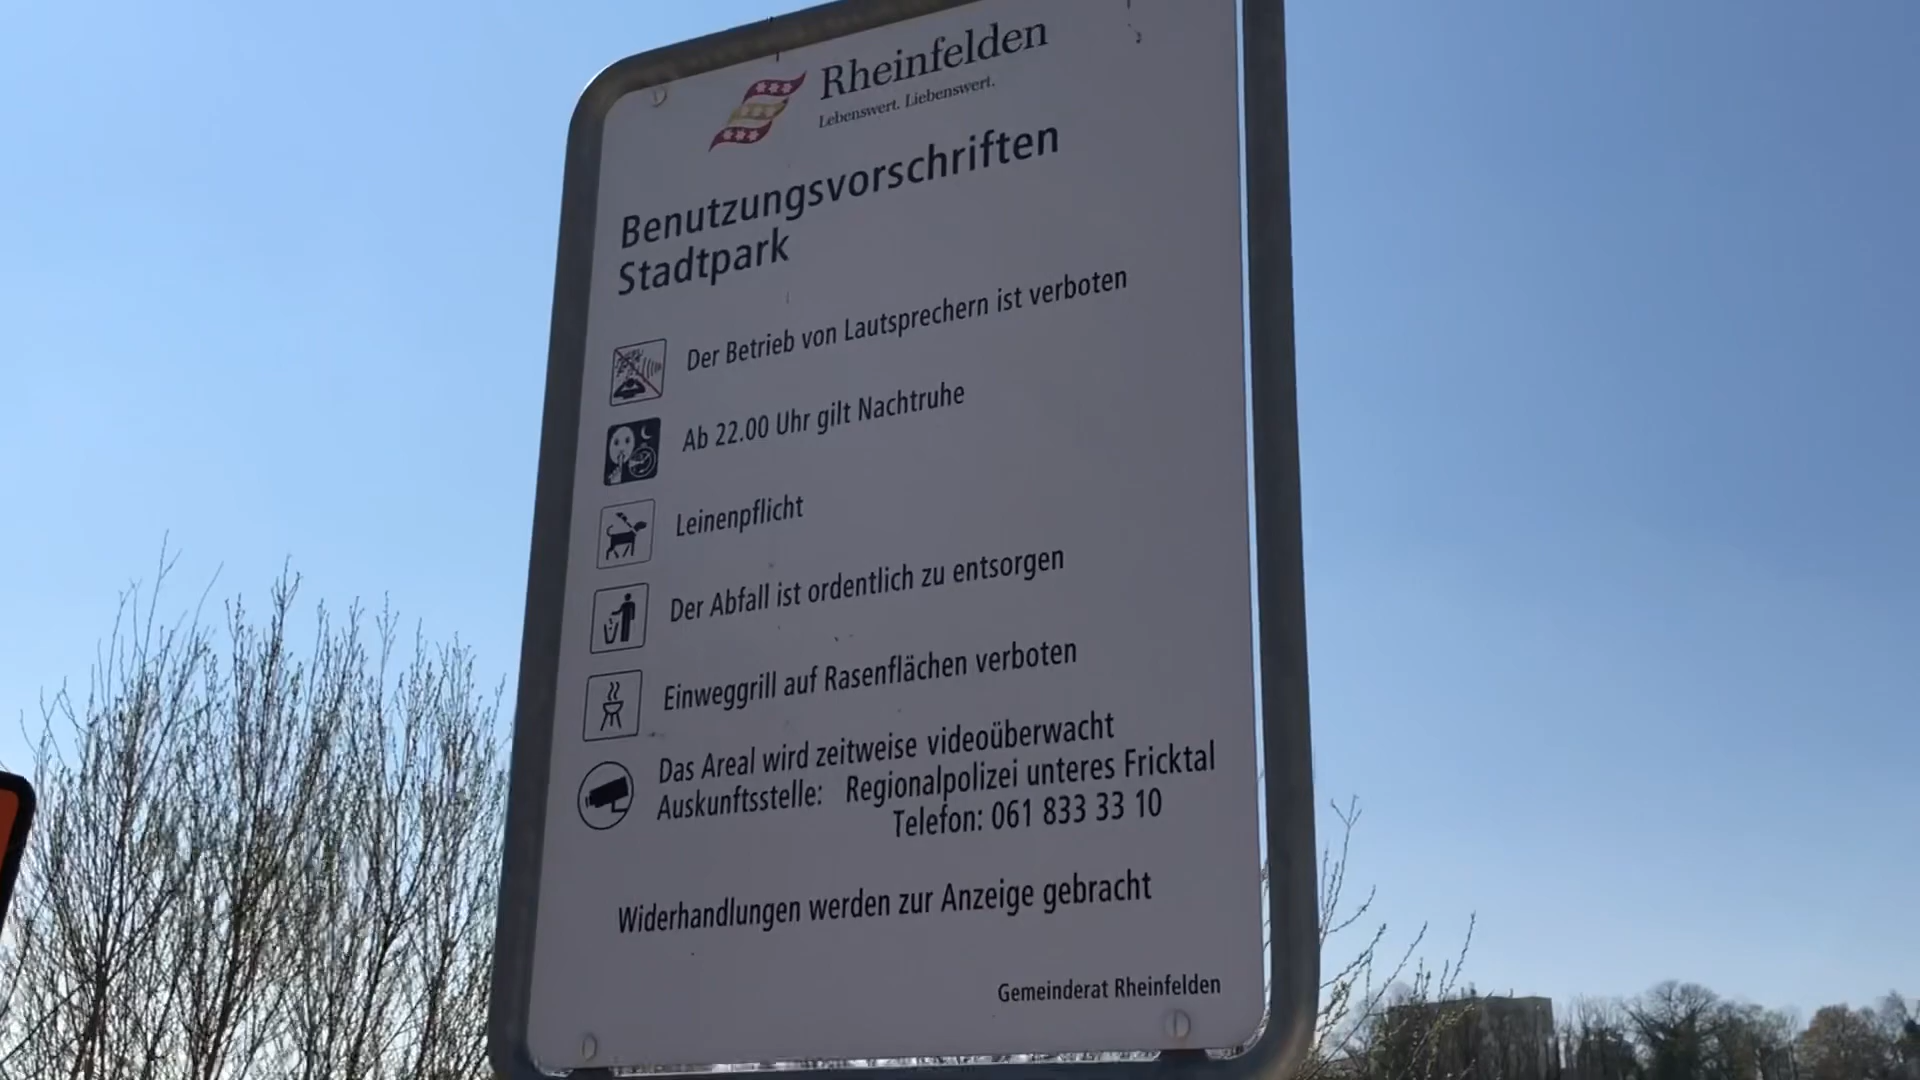 Rheinfelden
Lebenswert. Liebenswert.
Benutzungsvorschriften
Stadtpark
Der Betrieb von Lautsprechern ist verboten
Ab 22.00 Uhr gilt Nachtruhe
Leinenpflicht
Der Abfall ist ordentlich zu entsorgen
Einweggrill auf Rasenflächen verboten
Das Areal wird zeitweise videoüberwacht
Auskunftsstelle: Regionalpolizei unteres Fricktal
Telefon: 061 833 33 10
Widerhandlungen werden zur Anzeige gebracht
Gemeinderat Rheinfelden